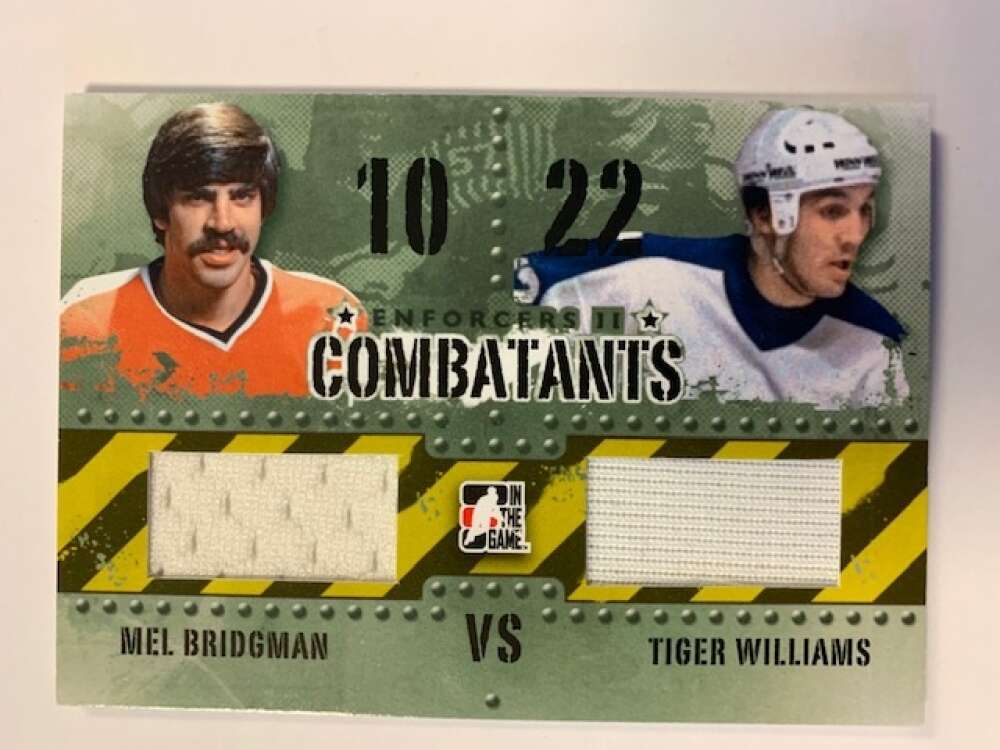 10 22
ENFORCERS II
COMBATANTS
IN
THE
GAME
MEL BRIDGMAN
VS
TIGER WILLIAMS